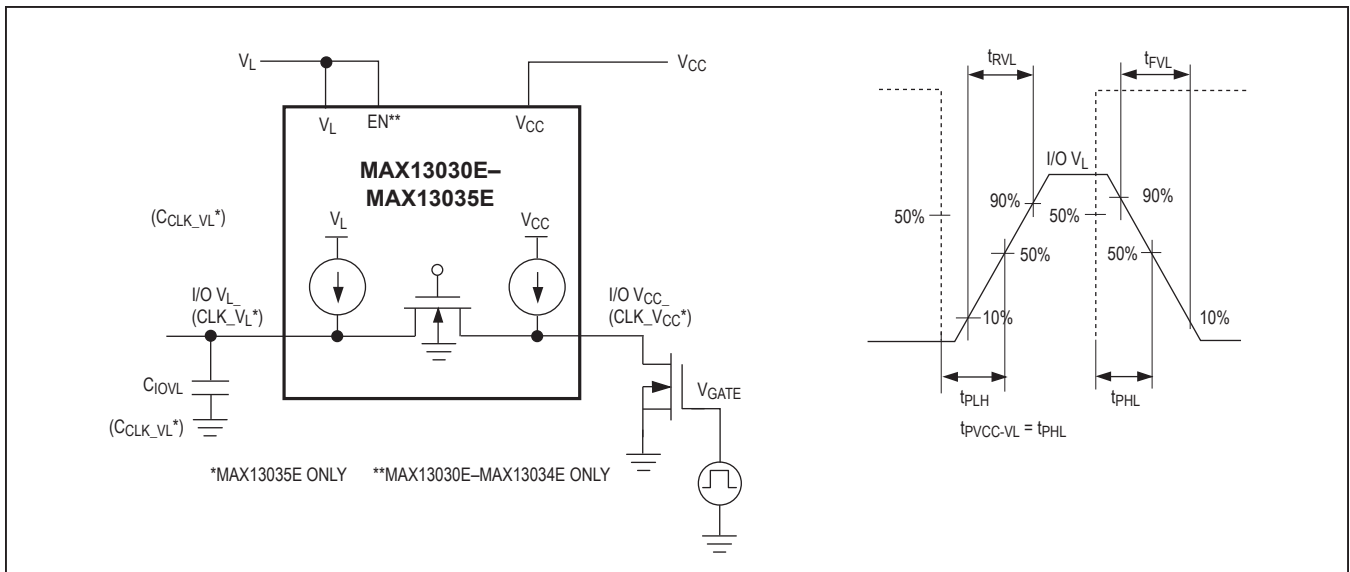 VL
VCC
VL
EN**
VCC
MAX13030E–
MAX13035E
(CCLK_VL*)
VL
VCC
I/O VL_
(CLK_VL*)
I/O VCC_
(CLK_VCC*)
CIOVL
(CCLK_VL*)
VGATE
*MAX13035E ONLY **MAX13030E–MAX13034E ONLY
tRVL
tFVL
I/O VL
90%
90%
50%
50%
50%
50%
10%
10%
tPLH
tPHL
tPVCC-VL = tPHL